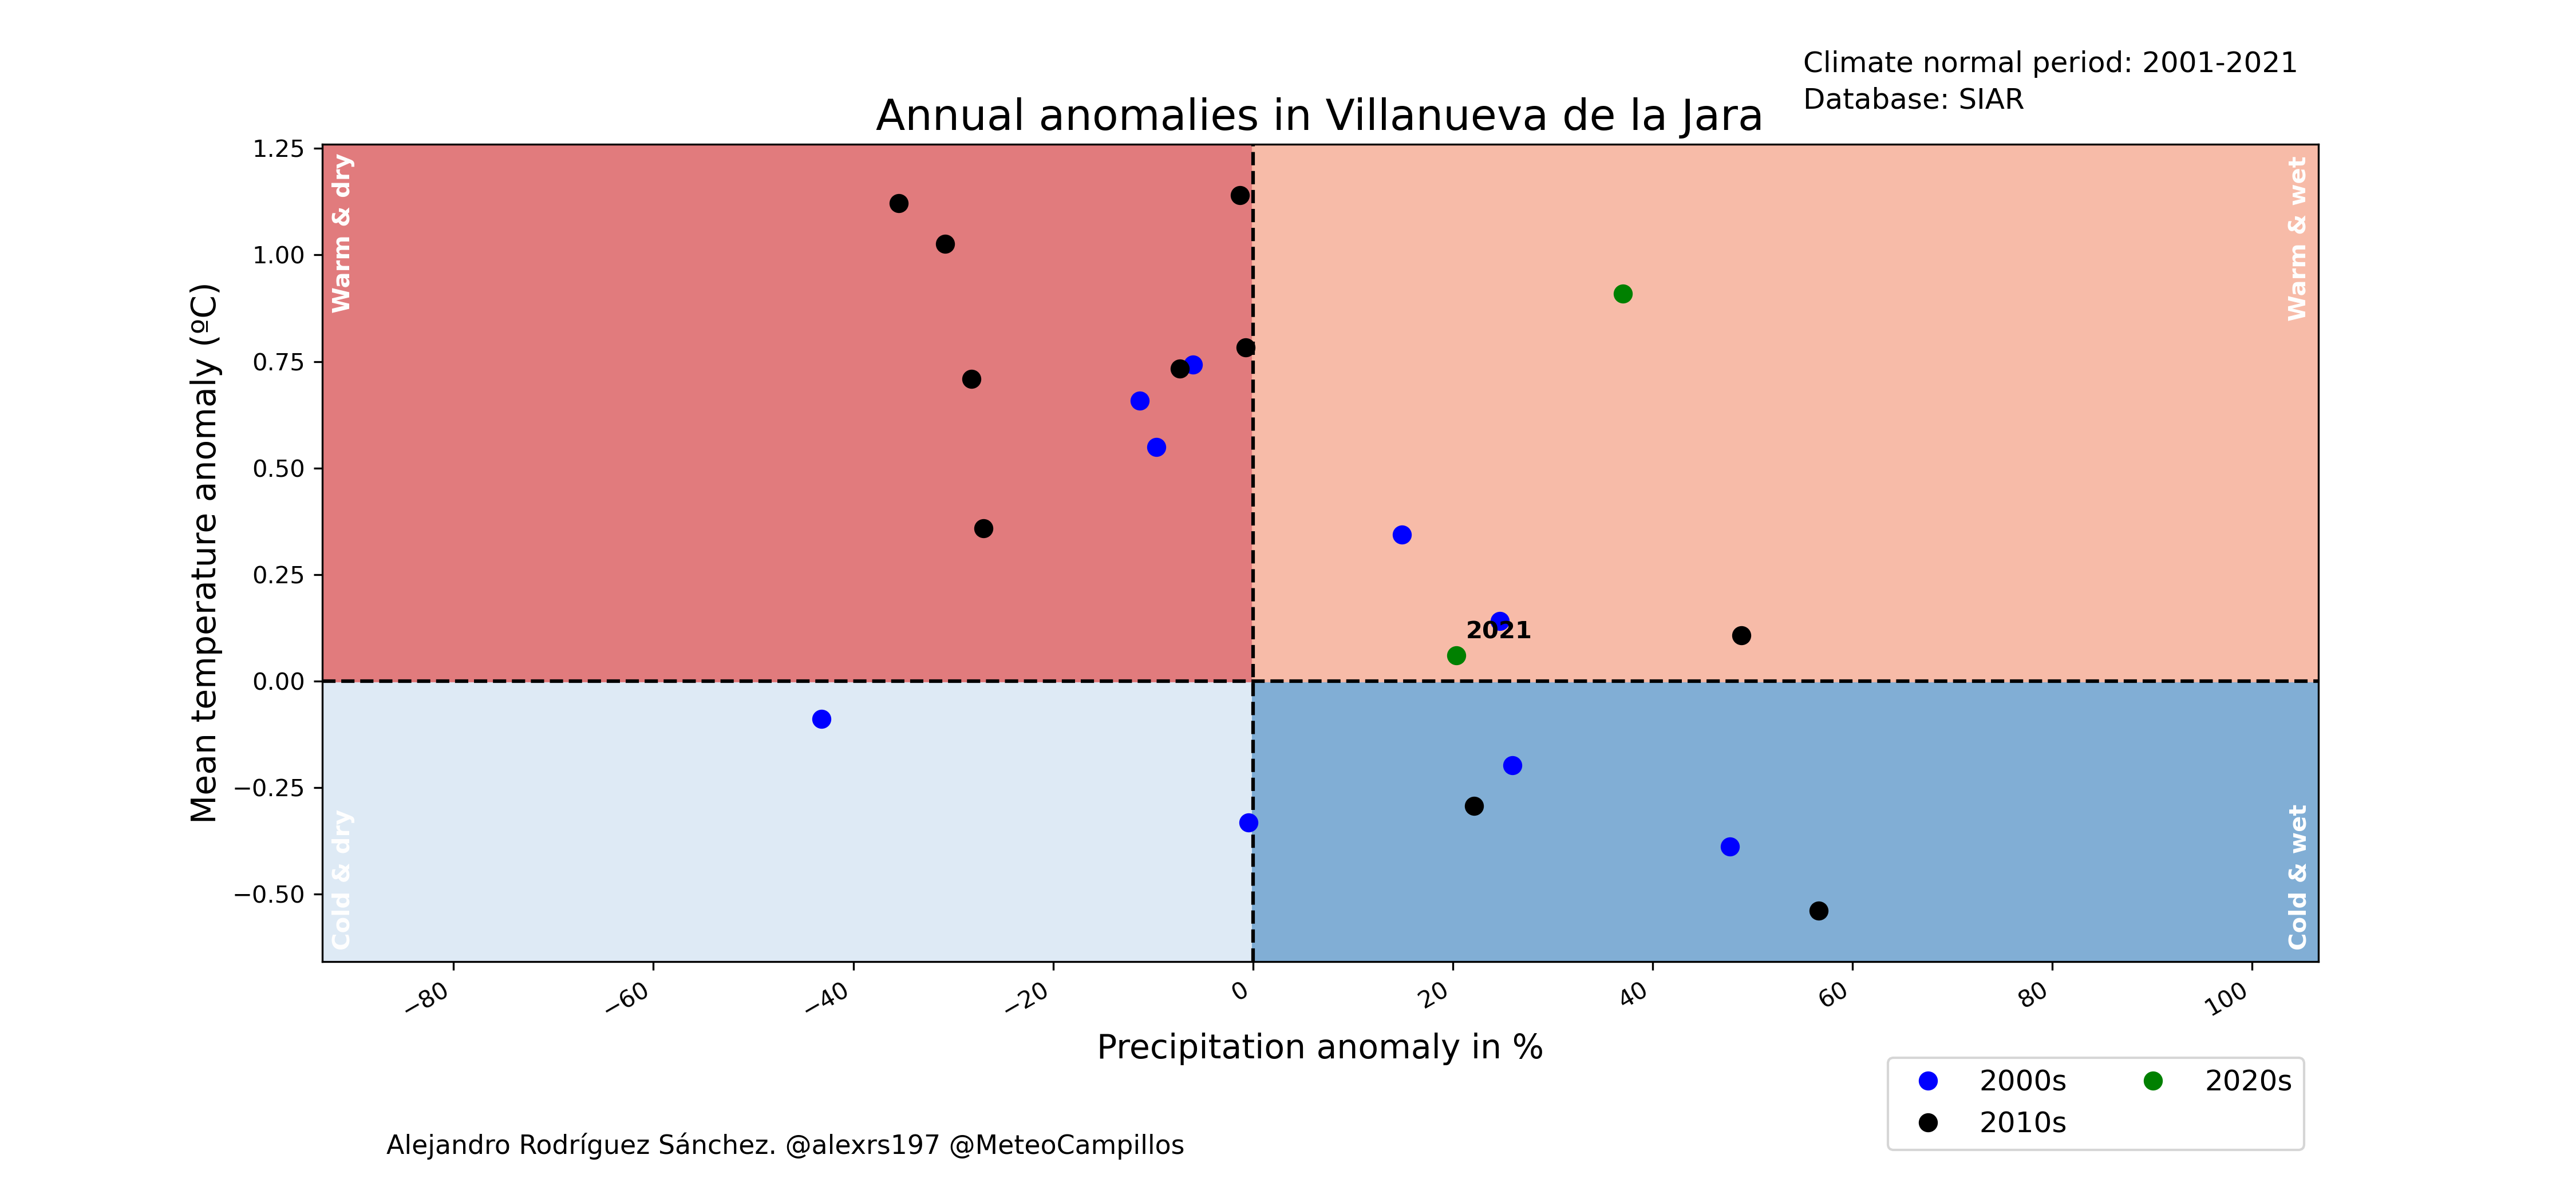 Climate normal period: 2001-2021
Database: SIAR
Annual anomalies in Villanueva de la Jara
Mean temperature anomaly (ºC)
1.25
1.00
0.75
0.50
0.25
0.00
−0.25
−0.50
Warm & dry
Warm & wet
2021
Cold & dry
Cold & wet
−80
−60
−40
−20
0
20
40
60
80
100
Precipitation anomaly in %
2000s
2010s
2020s
Alejandro Rodríguez Sánchez. @alexrs197 @MeteoCampillos